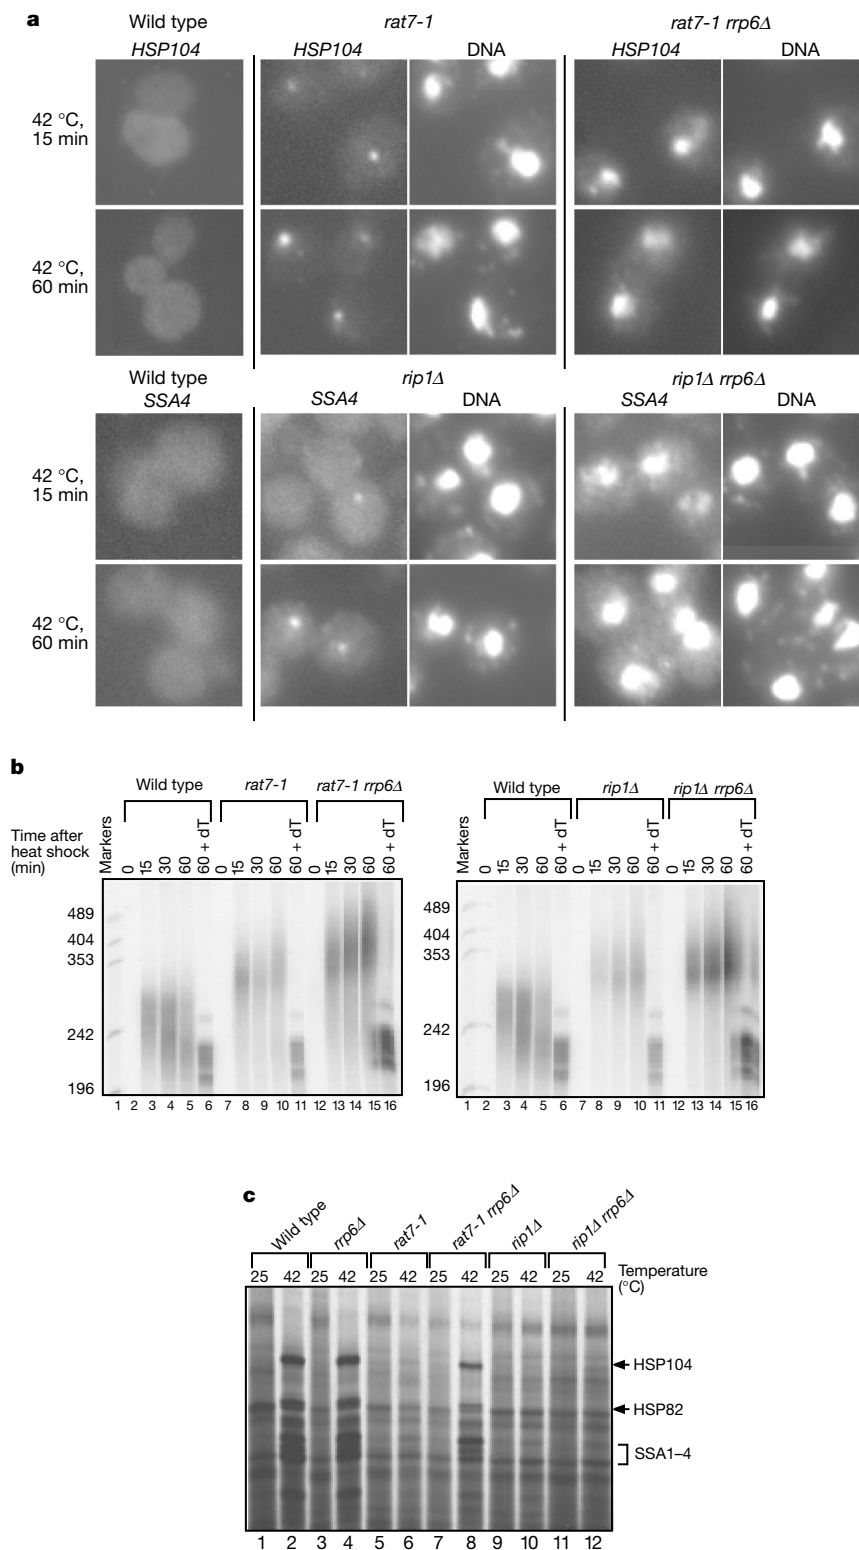 a
Wild type
rat7-1
rat7-1 rrp6Δ
HSP104
HSP104
DNA
HSP104
DNA
42 °C,
15 min
42 °C,
60 min
Wild type
rip1Δ
rip1Δ rrp6Δ
SSA4
SSA4
DNA
SSA4
DNA
42 °C,
15 min
42 °C,
60 min
b
Wild type
rat7-1
rat7-1 rrp6Δ
Time after
heat shock
(min)
Markers
0 15 30 60 60 + dT 0 15 30 60 60 + dT 0 15 30 60 60 + dT
489
404
353
242
196
1 2 3 4 5 6 7 8 9 10 11 12 13 14 15 16
Wild type
rip1Δ
rip1Δ rrp6Δ
Markers
0 15 30 60 60 + dT 0 15 30 60 60 + dT 0 15 30 60 60 + dT
489
404
353
242
196
1 2 3 4 5 6 7 8 9 10 11 12 13 14 15 16
c
Wild type
rrp6Δ
rat7-1
rat7-1 rrp6Δ
rip1Δ
rip1Δ rrp6Δ
25 42 25 42 25 42 25 42 25 42 25 42
Temperature
(°C)
HSP104
HSP82
SSA1–4
1 2 3 4 5 6 7 8 9 10 11 12